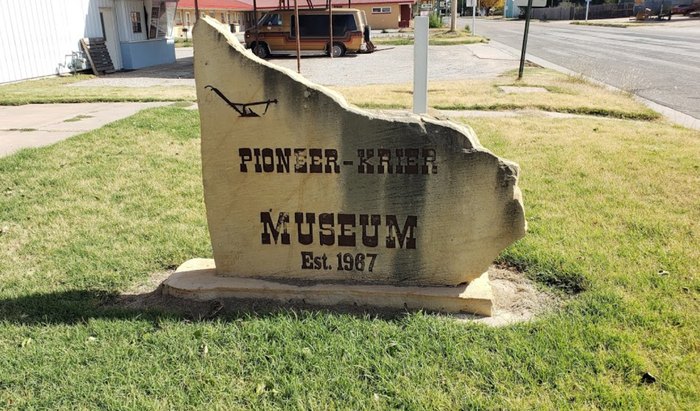 PIONEER-KRIER
MUSEUM
EST. 1967